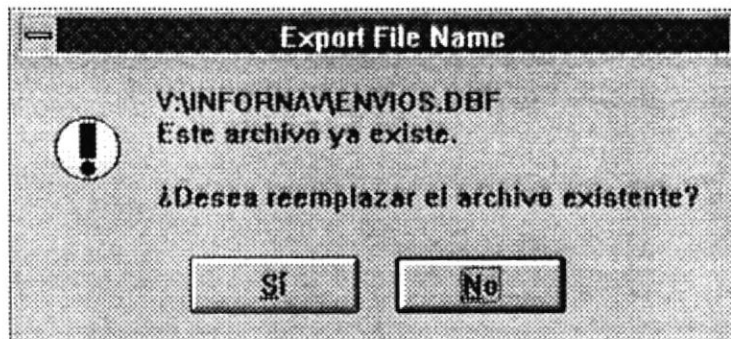 Export File Name
V:\INFORNAV\ENVIOS.DBF
Este archivo ya existe.
¿Desea reemplazar el archivo existente?
Sí
No